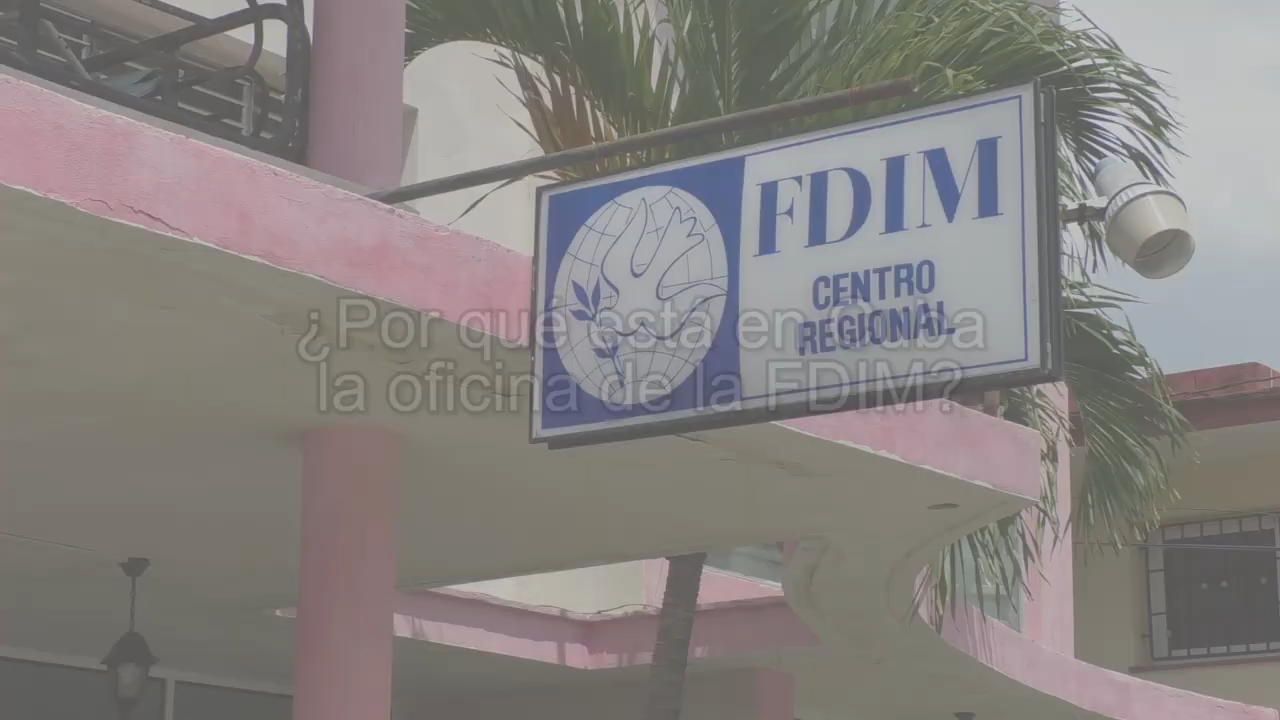 FDIM
CENTRO
REGIONAL
¿Por qué está en Cuba
la oficina de la FDIM?